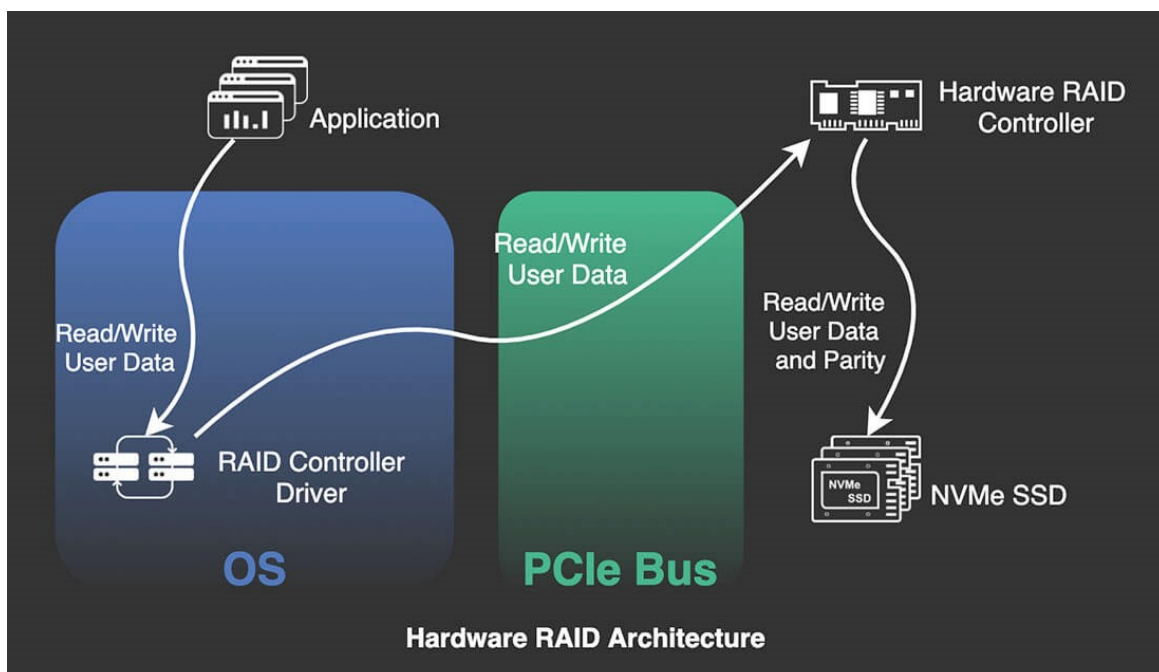 Application
Hardware RAID
Controller
Read/Write
User Data
Read/Write
User Data
Read/Write
User Data
and Parity
RAID Controller
Driver
NVMe
SSD
NVMe SSD
OS
PCIe Bus
Hardware RAID Architecture